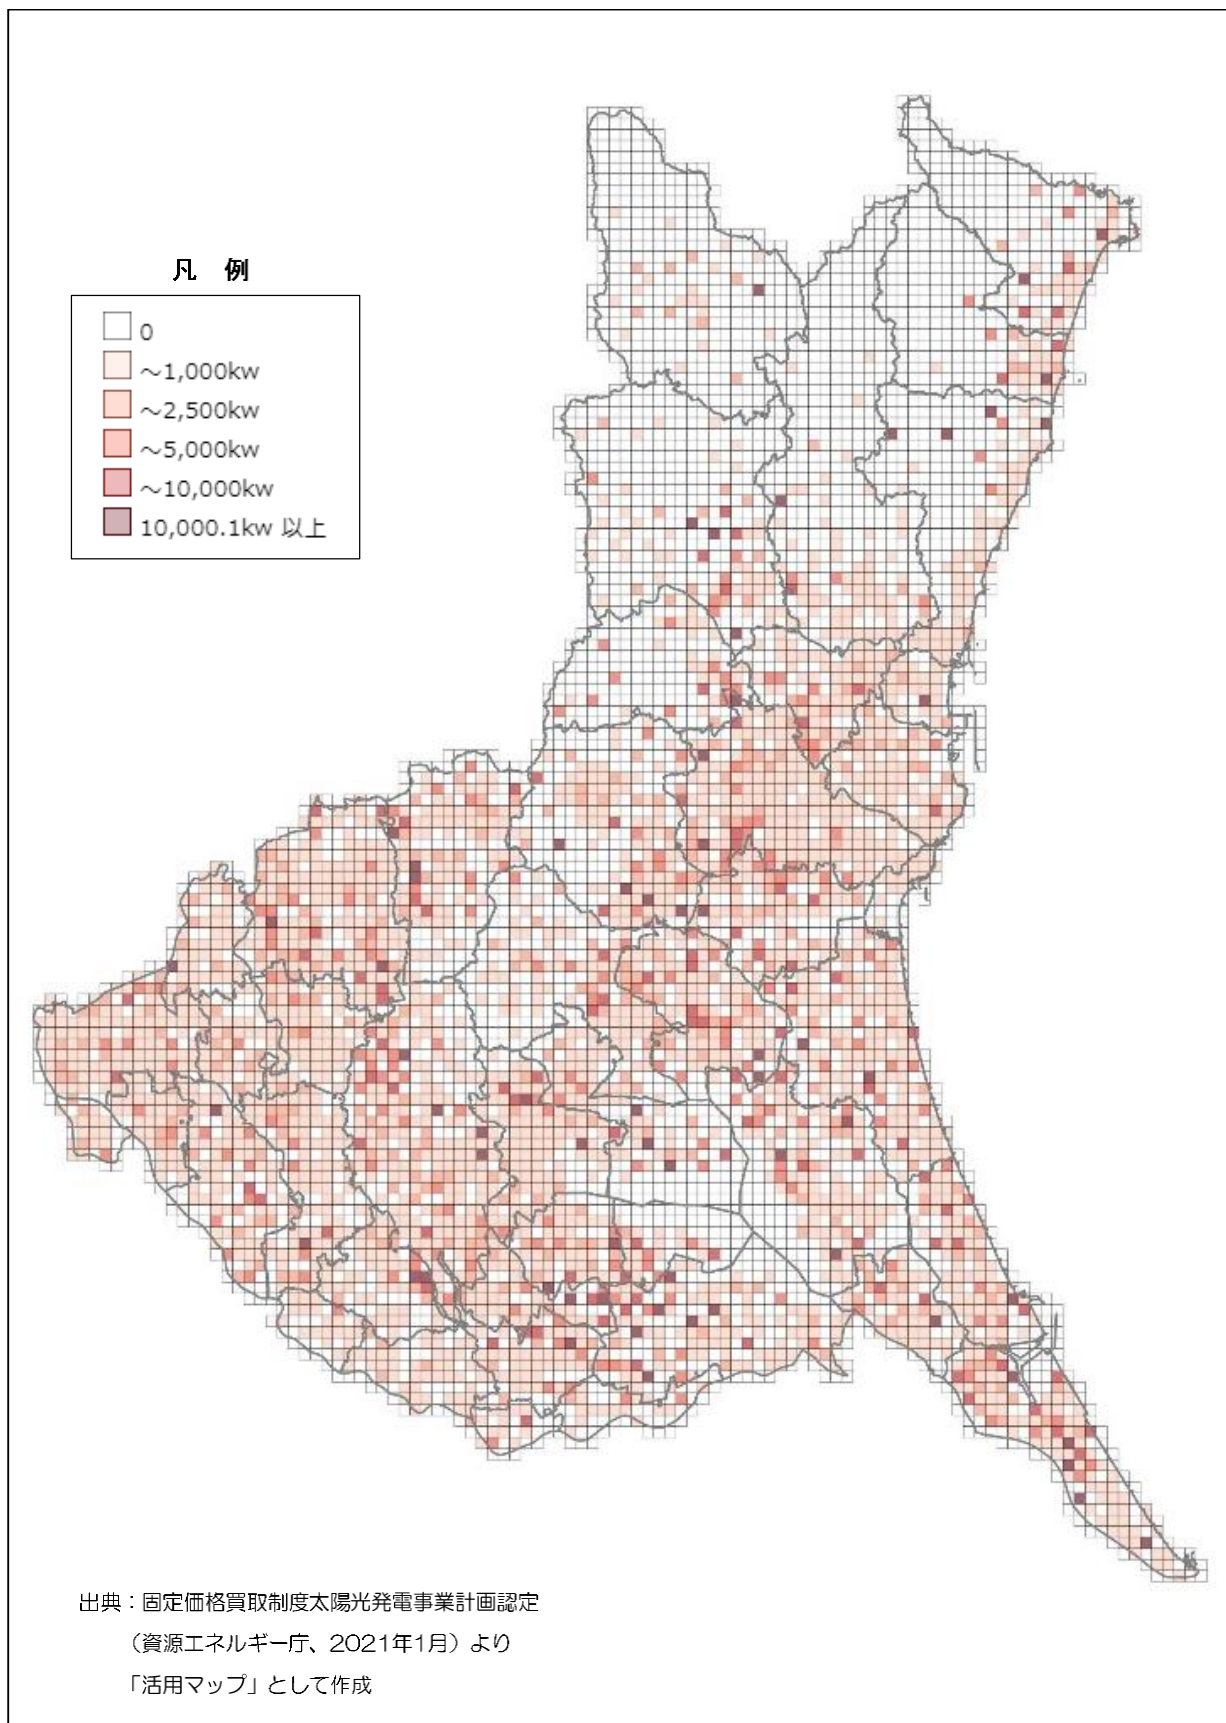 凡 例
0
～1,000kw
～2,500kw
～5,000kw
～10,000kw
10,000.1kw 以上
出典：固定価格買取制度太陽光発電事業計画認定
（資源エネルギー庁、2021年1月）より
「活用マップ」として作成